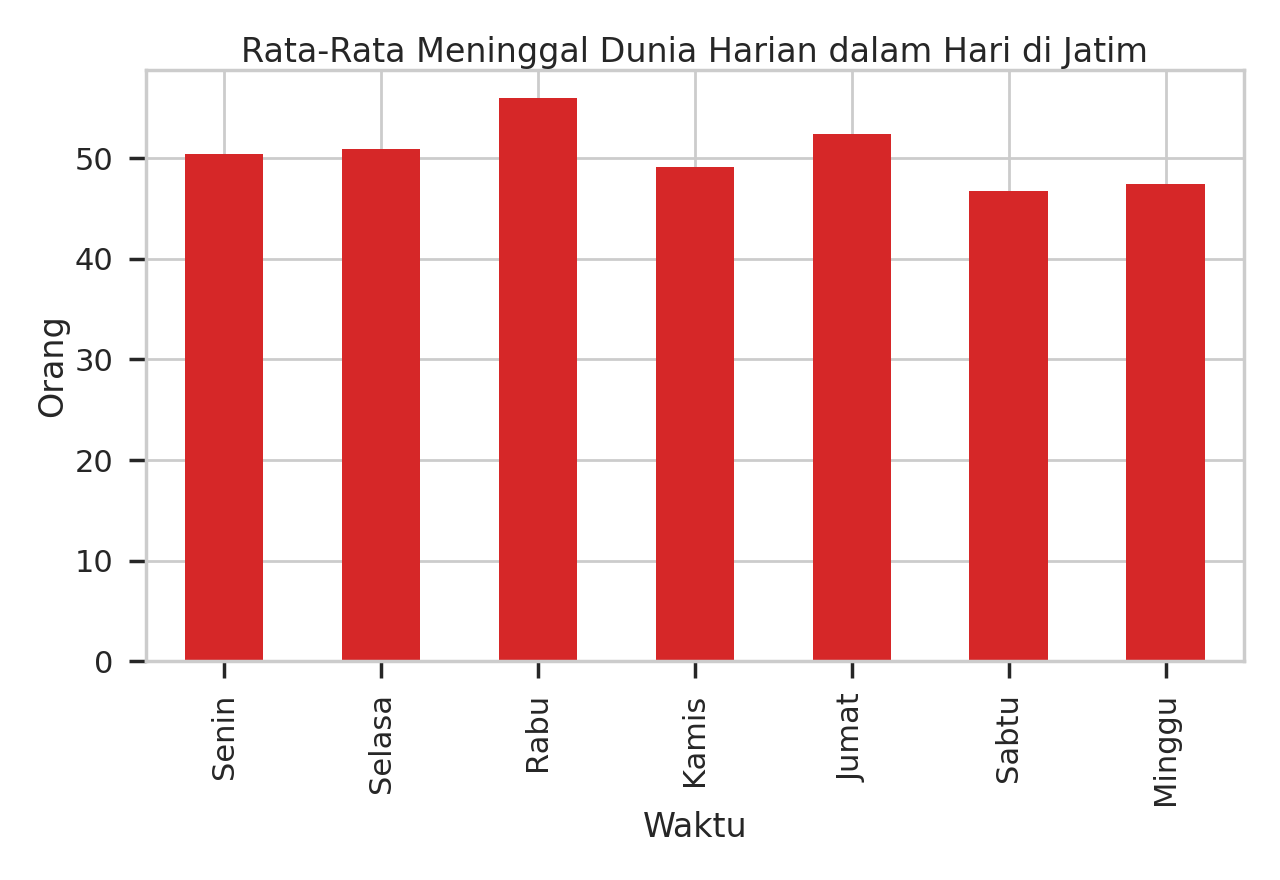 Rata-Rata Meninggal Dunia Harian dalam Hari di Jatim
Orang
50
40
30
20
10
0
Senin
Selasa
Rabu
Kamis
Jumat
Sabtu
Minggu
Waktu